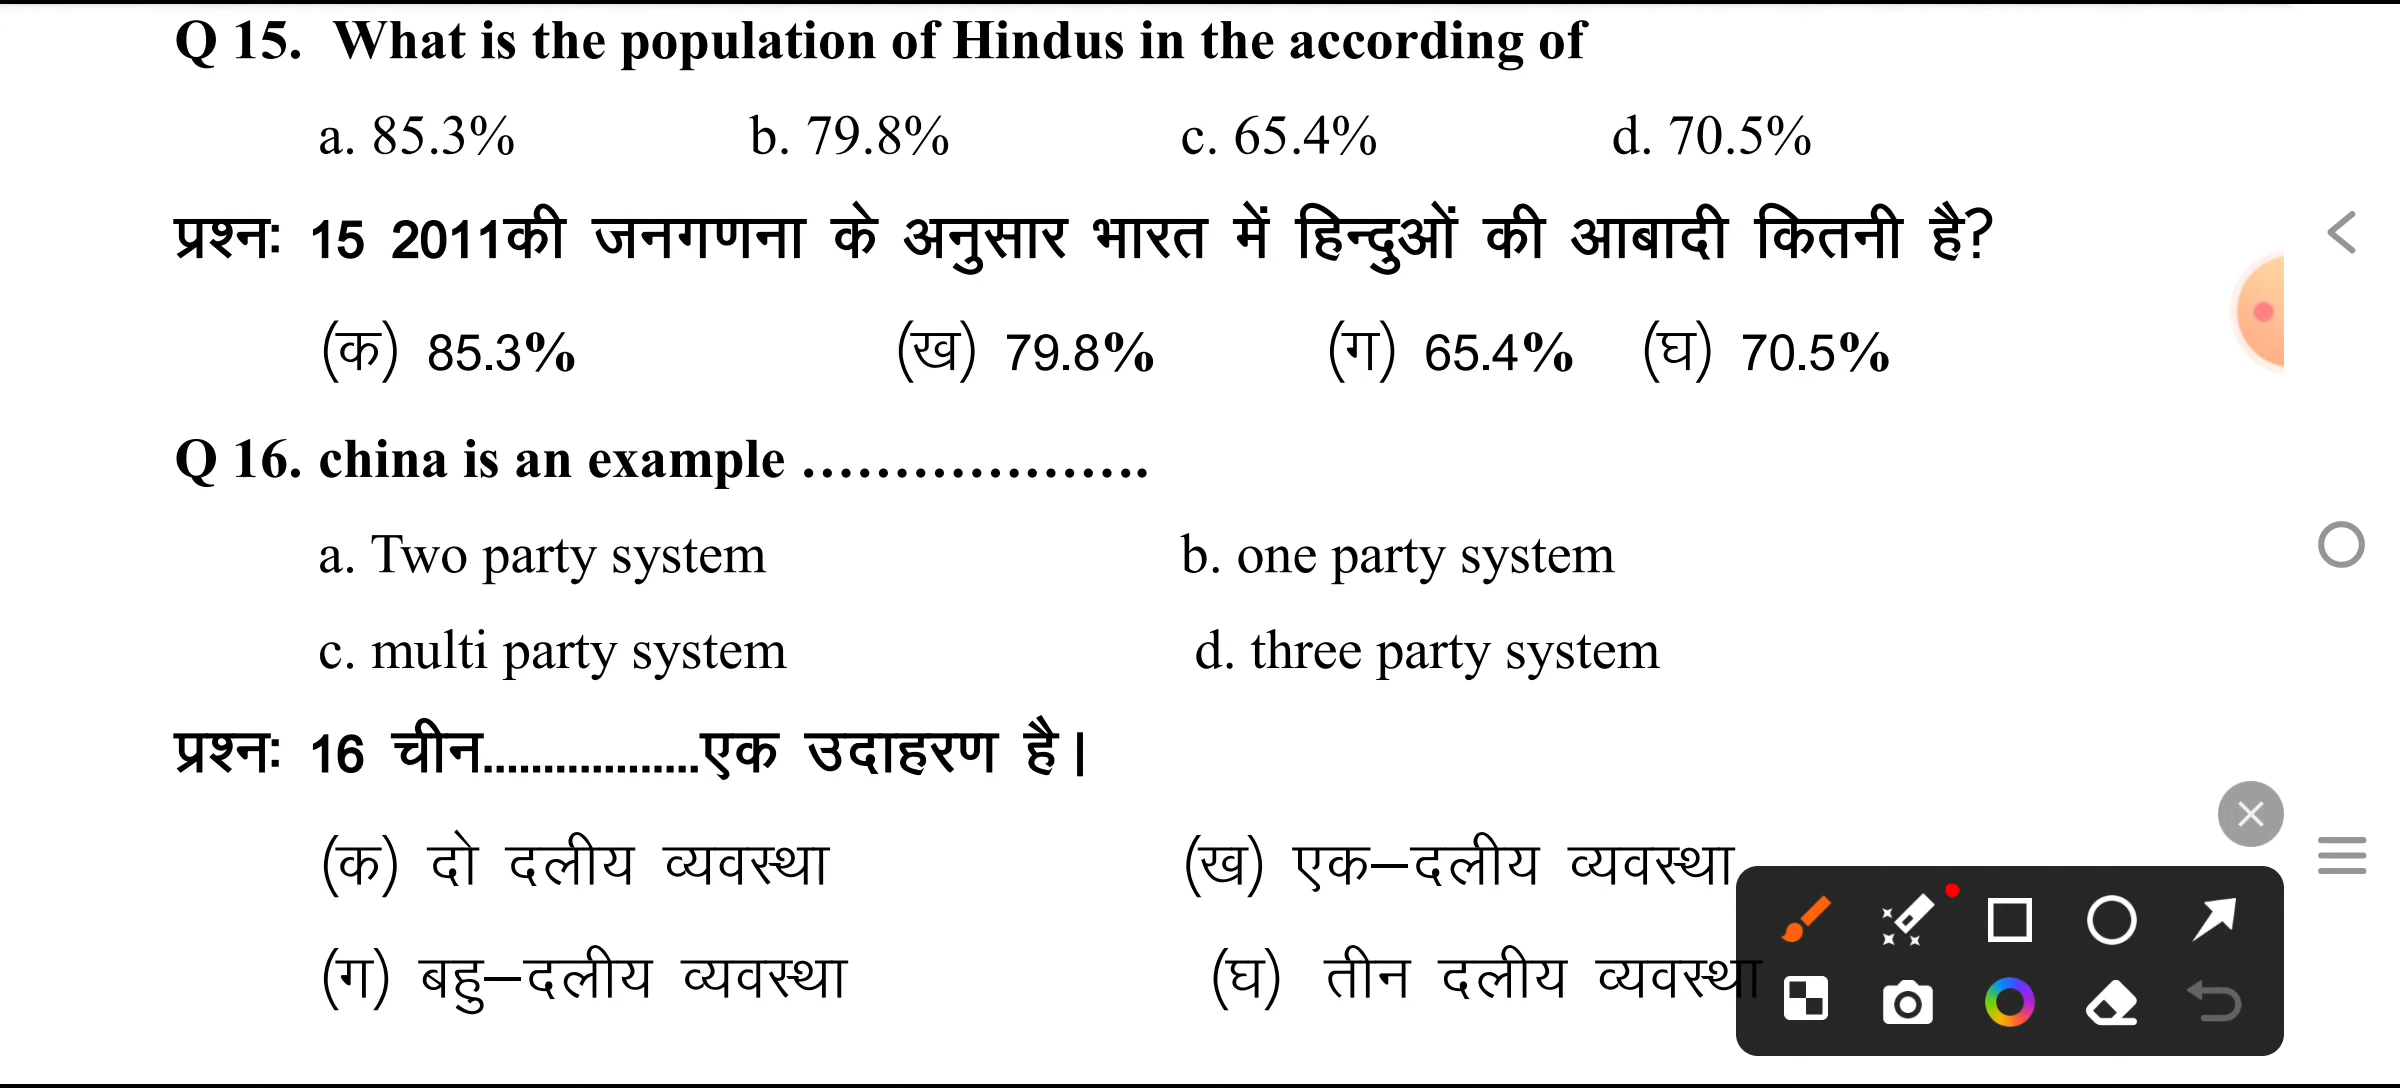 Q 15. What is the population of Hindus in the according of
a. 85.3% b. 79.8% c. 65.4% d. 70.5%
प्रश्नः 15 2011की जनगणना के अनुसार भारत में हिन्दुओं की आबादी कितनी है?
(क) 85.3% (ख) 79.8% (ग) 65.4% (घ) 70.5%
Q 16. china is an example ...................
a. Two party system b. one party system
c. multi party system d. three party system
प्रश्नः 16 चीन..................एक उदाहरण है।
(क) दो दलीय व्यवस्था (ख) एक–दलीय व्यवस्था
(ग) बहु–दलीय व्यवस्था (घ) तीन दलीय व्यवस्था